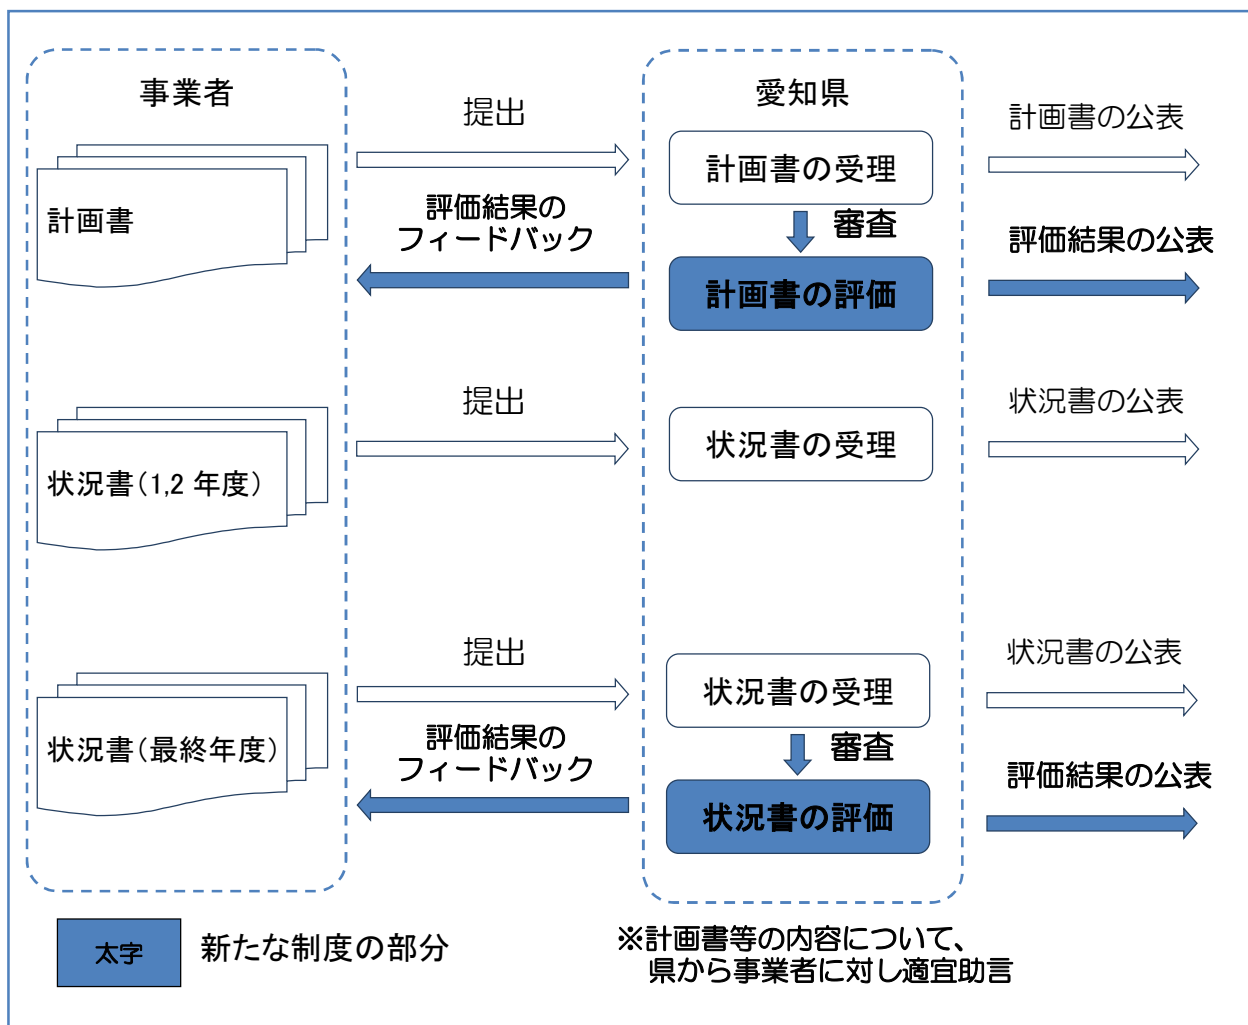 事業者
愛知県
提出
計画書の公表
計画書
計画書の受理
評価結果の
フィードバック
審査
評価結果の公表
計画書の評価
提出
状況書の公表
状況書(1,2 年度)
状況書の受理
提出
状況書の公表
状況書(最終年度)
状況書の受理
評価結果の
フィードバック
審査
評価結果の公表
状況書の評価
太字
新たな制度の部分
※計画書等の内容について、
県から事業者に対し適宜助言